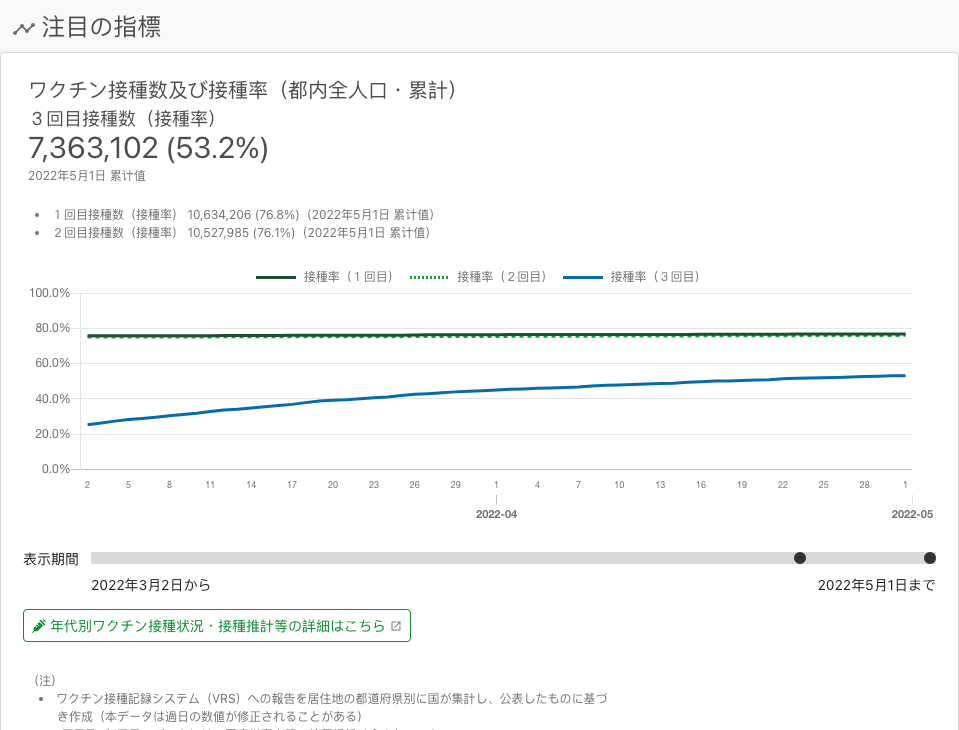 注目の指標
ワクチン接種数及び接種率（都内全人口・累計）
３回目接種数（接種率）
7,363,102 (53.2%)
2022年5月1日 累计値
• １回目接種数（接種率） 10,634,206 (76.8%)（2022年5月1日 累计値）
• ２回目接種数（接種率） 10,527,985 (76.1%)（2022年5月1日 累计値）
接種率（１回目） 接種率（２回目） 接種率（３回目）
100.0%
80.0%
60.0%
40.0%
20.0%
0.0%
2 5 8 11 14 17 20 23 26 29 1 4 7 10 13 16 19 22 25 28 1
2022-04 2022-05
表示期間
2022年3月2日から 2022年5月1日まで
年代別ワクチン接種状況・接種推計等の詳細はこちら
（注）
• ワクチン接種記録システム（VRS）への報告を居住地の都道府県別に国が集計し、公表したものに基づ
き作成（本データは過日の数値が修正されることがある）